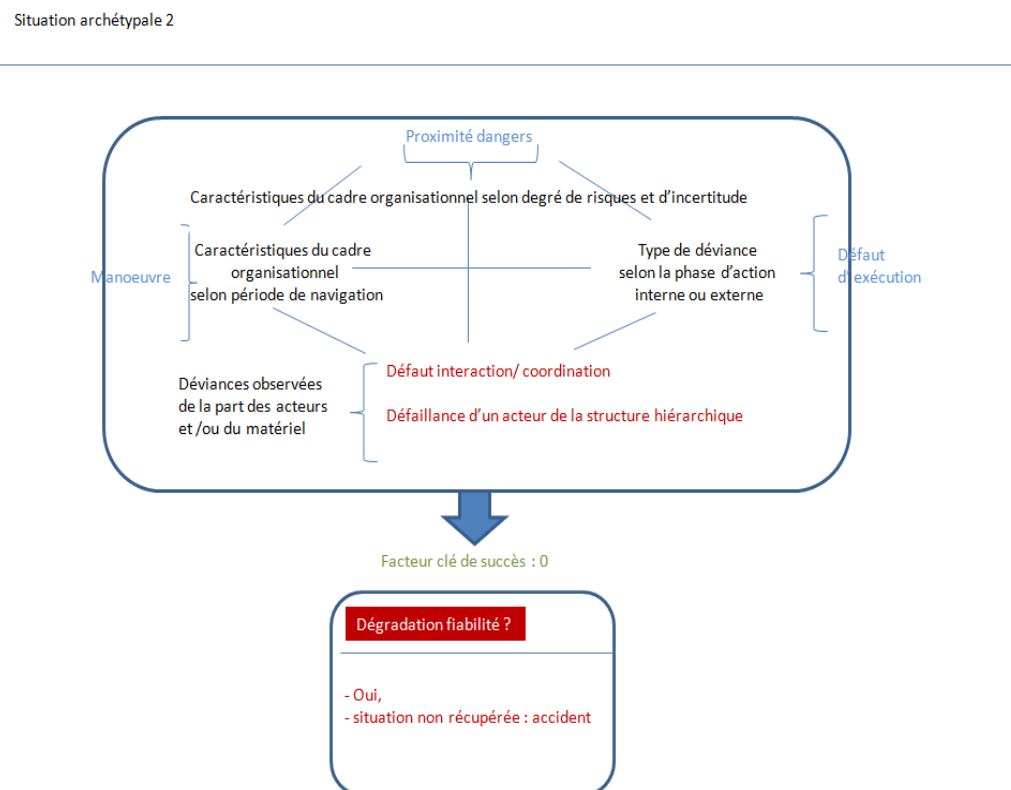 Situation archétypale 2
Proximité dangers
Caractéristiques du cadre organisationnel selon degré de risques et d'incertitude
Caractéristiques du cadre
organisationnel
selon période de navigation
Manoeuvre
Type de déviance
selon la phase d'action
interne ou externe
Défaut
d'exécution
Déviances observées
de la part des acteurs
et /ou du matériel
Défaut interaction/ coordination
Défaillance d'un acteur de la structure hiérarchique
Facteur clé de succès : 0
Dégradation fiabilité ?
- Oui,
- situation non récupérée : accident